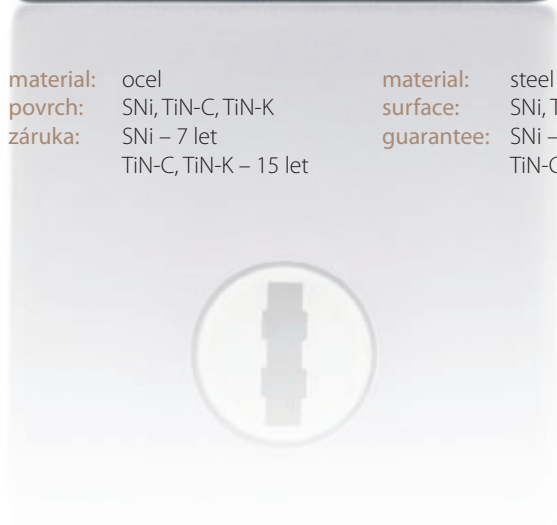 material: ocel
povrch: SNi, TiN-C, TiN-K
záruka: SNi – 7 let
TiN-C, TiN-K – 15 let
material: steel
surface: SNi,
guarantee: SNi –